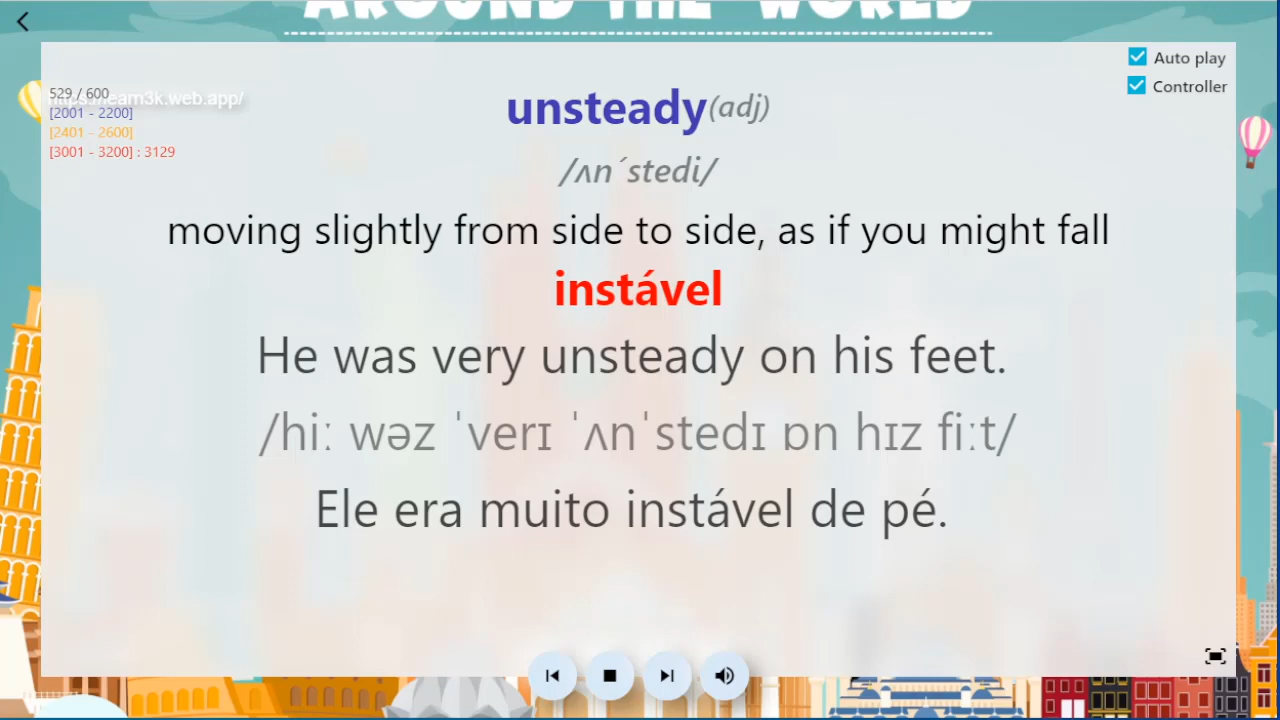 AROUND THE WORLD
Auto play
Controller
529 / 600
https://learn3k.web.app/
[2001 - 2200]
[2401 - 2600]
[3001 - 3200] : 3129
unsteady(adj)
/ʌn´stedi/
moving slightly from side to side, as if you might fall
instável
He was very unsteady on his feet.
/hiː wəz ˈverɪ ˈʌnˈstedɪ ɒn hɪz fiːt/
Ele era muito instável de pé.